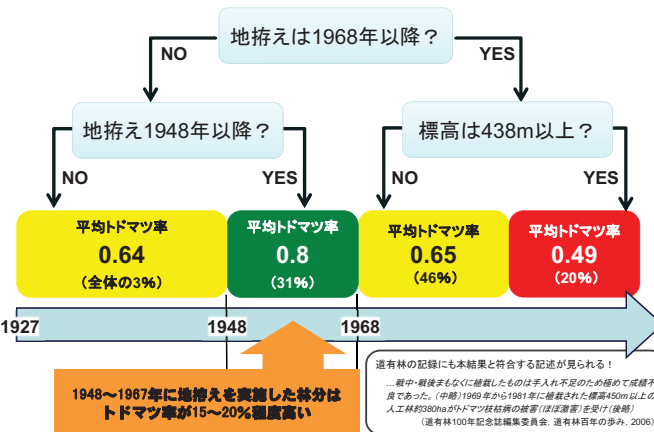 地拵えは1968年以降？
NO
YES
地拵え1948年以降？
標高は438m以上？
NO
YES
NO
YES
平均トドマツ率
0.64
（全体の3%）
平均トドマツ率
0.8
（31%）
平均トドマツ率
0.65
（46%）
平均トドマツ率
0.49
（20%）
1927
1948
1968
1948～1967年に地拵えを実施した林分は
トドマツ率が15～20%程度高い
道有林の記録にも本結果と符合する記述が見られる！
…戦中・戦後まもなくに植栽したものは手入れ不足のため極めて成績不
良であった。（中略）1969年から1981年に植栽された標高450m以上の
人工林約380haがトドマツ枝枯病の被害（ほぼ激害）を受け（後略）
（道有林100年記念誌編集委員会, 道有林百年の歩み, 2006）